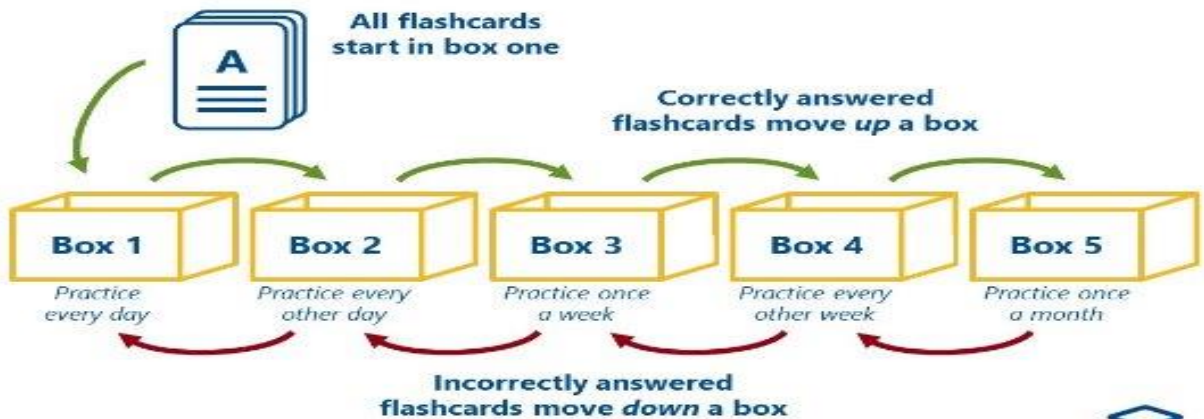 All flashcards
start in box one
A
Correctly answered
flashcards move up a box
Box 1
Box 2
Box 3
Box 4
Box 5
Practice
every day
Practice every
other day
Practice once
a week
Practice every
other week
Practice once
a month
Incorrectly answered
flashcards move down a box